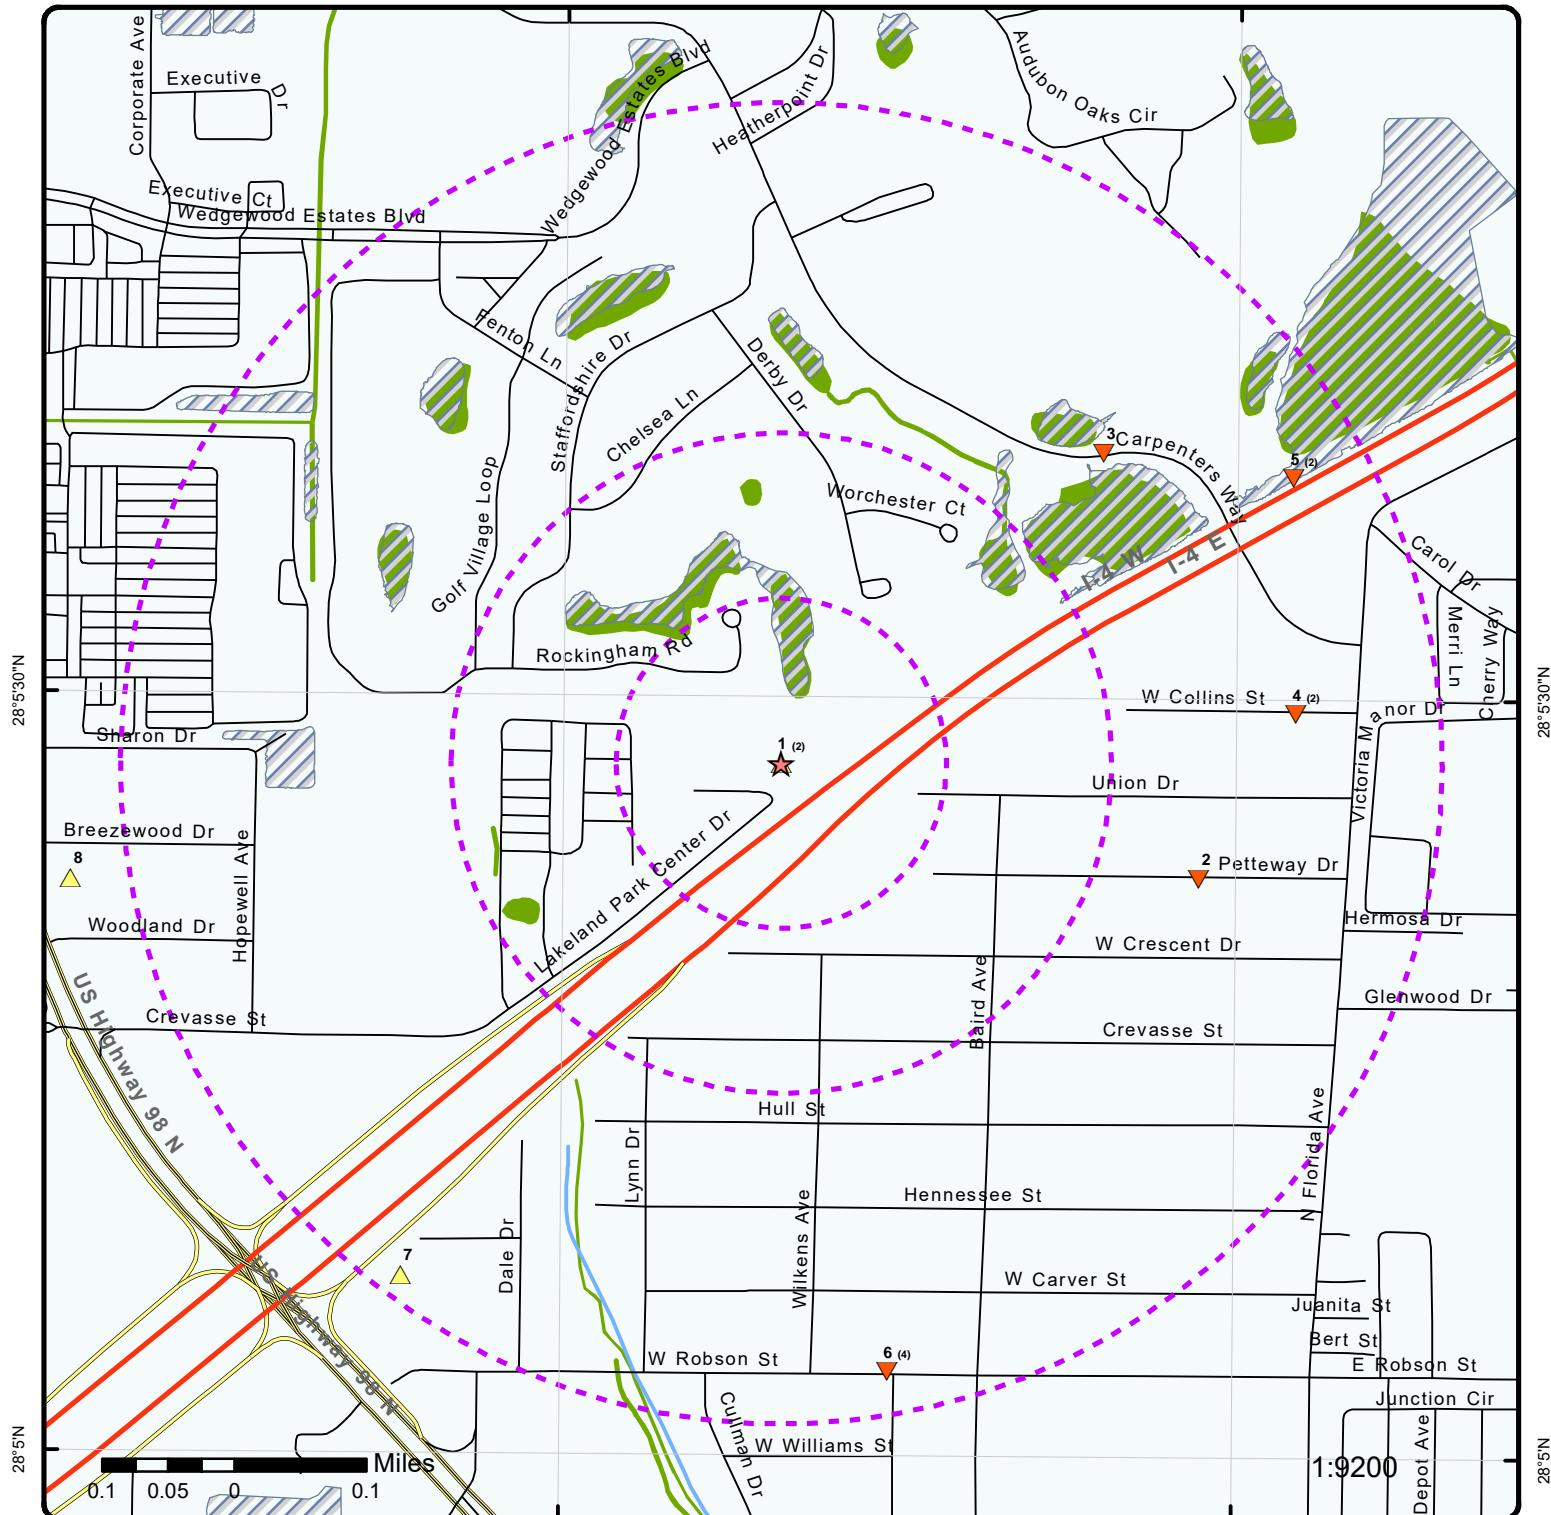 Corporate Ave
Executive Dr
Executive Ct
Wedgewood Estates Blvd
Wedgewood Estates Blvd
Heatherpoint Dr
Audubon Oaks Cir
Fenton Ln
Staffordshire Dr
Derby Dr
Chelsea Ln
Golf Village Loop
Worchester Ct
3
Carpenters Way
5 (2)
I-4 W
I-4 E
Carol Dr
Merri Ln
Cherry Way
Rockingham Rd
28°5'30"N
28°5'30"N
W Collins St
4 (2)
Victoria Manor Dr
Sharon Dr
1 (2)
Union Dr
Breezewood Dr
8
Hopewell Ave
Lakeland Park Center Dr
2
Petteway Dr
Woodland Dr
Hermosa Dr
W Crescent Dr
Baird Ave
US Highway 98 N
Glenwood Dr
Crevasse St
Crevasse St
Hull St
N Florida Ave
Lynn Dr
Hennessee St
Wilkens Ave
Dale Dr
7
US Highway 98 N
W Carver St
Juanita St
Bert St
W Robson St
6 (4)
E Robson St
Junction Cir
Cullman Dr
W Williams St
Depot Ave
28°5'N
28°5'N
Miles
0.1 0.05 0 0.1
1:9200